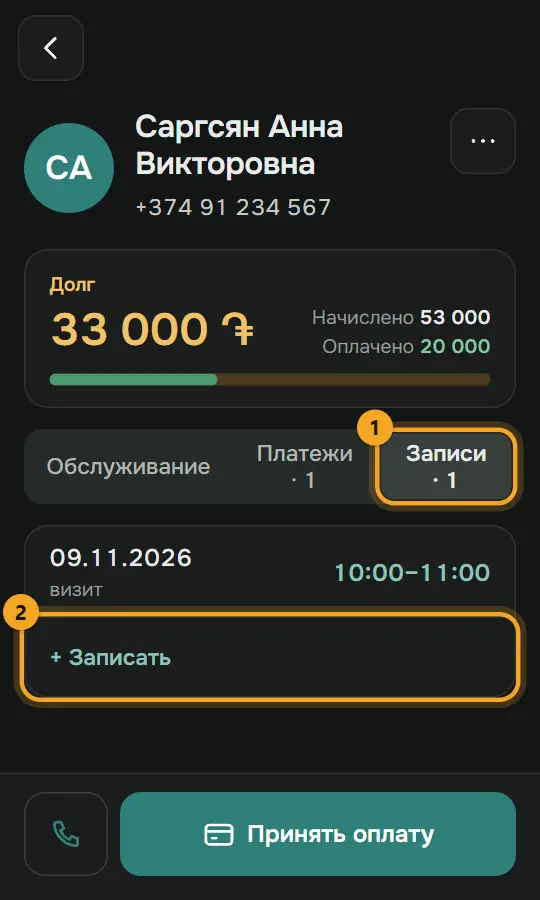 СА
Саргсян Анна
Викторовна
+374 91 234 567
...
Долг
33 000 ֏
Начислено 53 000
Оплачено 20 000
Обслуживание
Платежи
· 1
1
Записи
· 1
09.11.2026
визит
10:00–11:00
2
+ Записать
Принять оплату